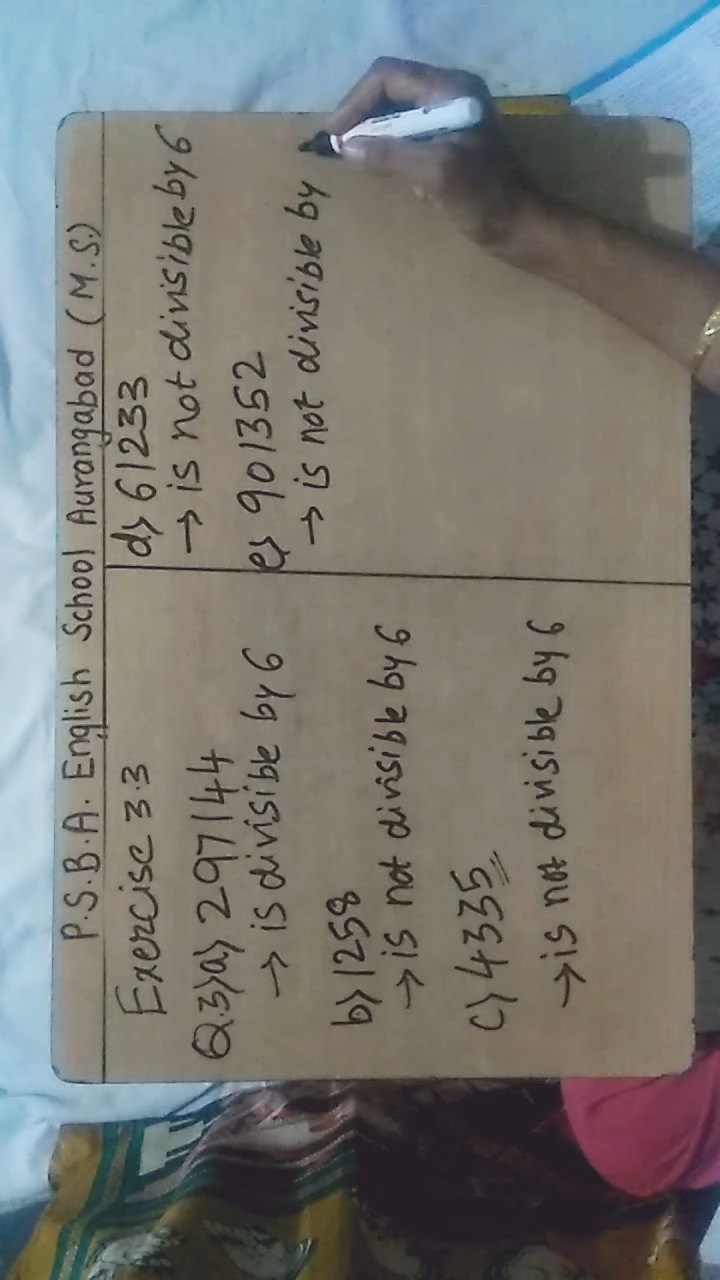 P.S.B.A. English School Aurangabad (M.S.)
Exercise 3.3
Q.3>a> 297144
→ is divisible by 6
b> 1258
→ is not divisible by 6
c> 4335
→ is not divisible by 6
d> 61233
→ is not divisible by 6
e> 901352
→ is not divisible by